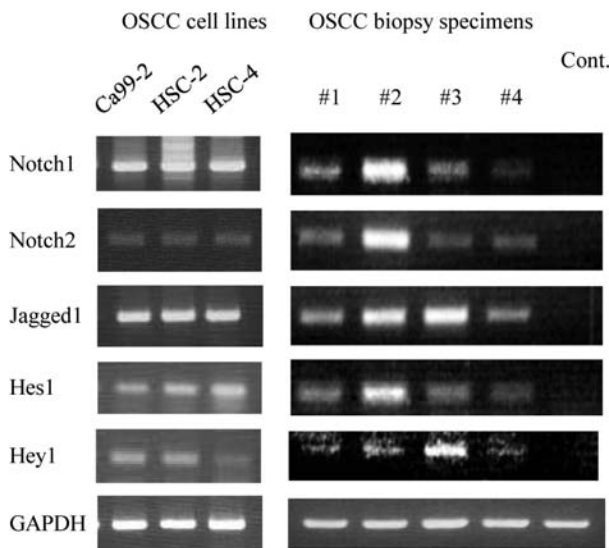 OSCC cell lines
OSCC biopsy specimens
Ca99-2
HSC-2
HSC-4
#1
#2
#3
#4
Cont.
Notch1
Notch2
Jagged1
Hes1
Hey1
GAPDH